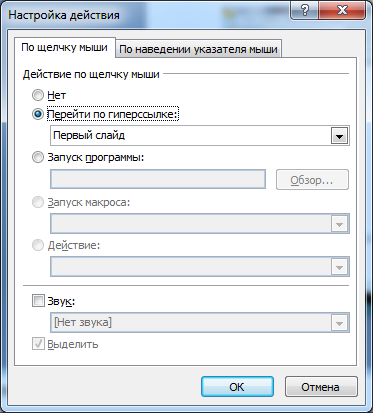 Настройка действия
По щелчку мыши
По наведении указателя мыши
Действие по щелчку мыши
Нет
Перейти по гиперссылке:
Первый слайд
Запуск программы:
Обзор...
Запуск макроса:
Действие:
Звук:
[Нет звука]
Выделить
ОК
Отмена